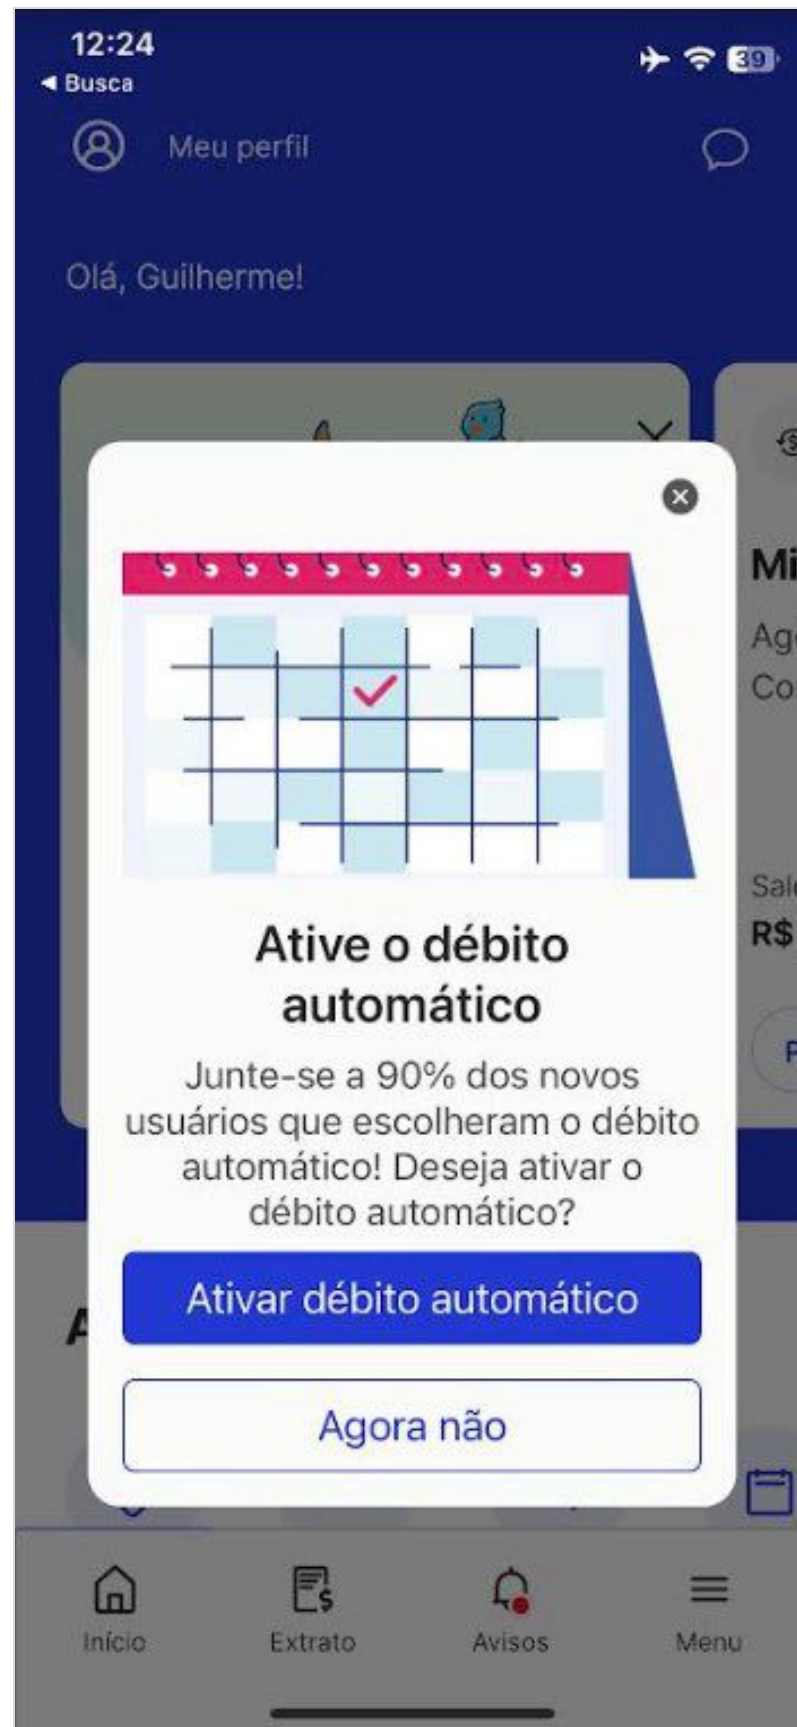 12:24
39
◀ Busca
Meu perfil
Olá, Guilherme!
Mi
Ag
Co
Ative o débito
automático
Junte-se a 90% dos novos
usuários que escolheram o débito
automático! Deseja ativar o
débito automático?
R$
Ativar débito automático
Agora não
Início
Extrato
Avisos
Menu